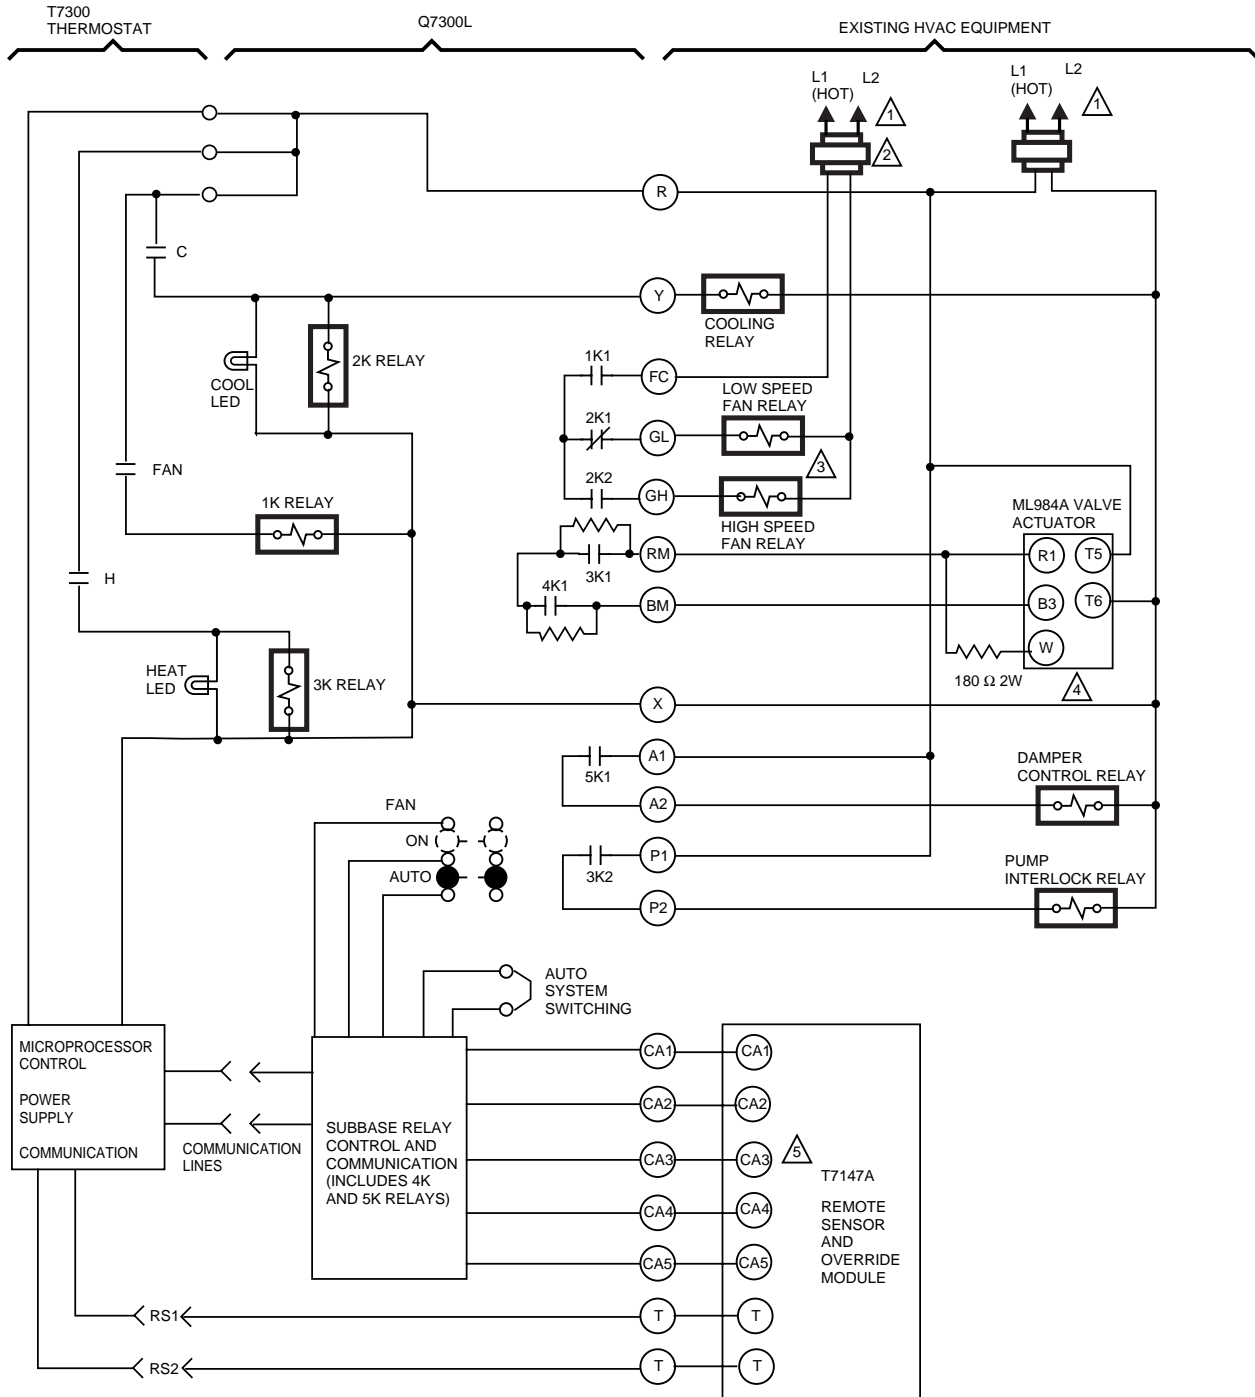 T7300
THERMOSTAT
Q7300L
EXISTING HVAC EQUIPMENT
L1
(HOT)
L2
1
2
L1
(HOT)
L2
1
R
C
Y
COOLING
RELAY
2K RELAY
COOL
LED
1K1
FC
LOW SPEED
FAN RELAY
2K1
GL
3
FAN
2K2
GH
HIGH SPEED
FAN RELAY
1K RELAY
ML984A VALVE
ACTUATOR
RM
3K1
R1
T5
H
4K1
BM
B3
T6
W
180 Ω 2W
4
HEAT
LED
3K RELAY
X
A1
5K1
DAMPER
CONTROL RELAY
A2
FAN
ON
AUTO
P1
3K2
PUMP
INTERLOCK RELAY
P2
AUTO
SYSTEM
SWITCHING
MICROPROCESSOR
CONTROL
POWER
SUPPLY
COMMUNICATION
COMMUNICATION
LINES
SUBBASE RELAY
CONTROL AND
COMMUNICATION
(INCLUDES 4K
AND 5K RELAYS)
CA1
CA1
CA2
CA2
CA3
CA3
5
T7147A
REMOTE
SENSOR
AND
OVERRIDE
MODULE
CA4
CA4
CA5
CA5
RS1
T
T
RS2
T
T